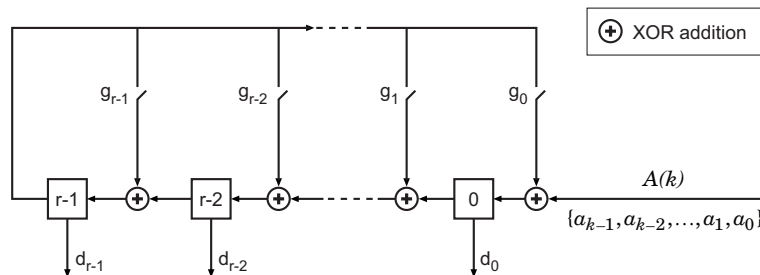 XOR addition
g_{r-1} g_{r-2} g_1 g_0
A(k)
r-1 r-2 0
{a_{k-1}, a_{k-2}, ..., a_1, a_0}
d_{r-1} d_{r-2} d_0